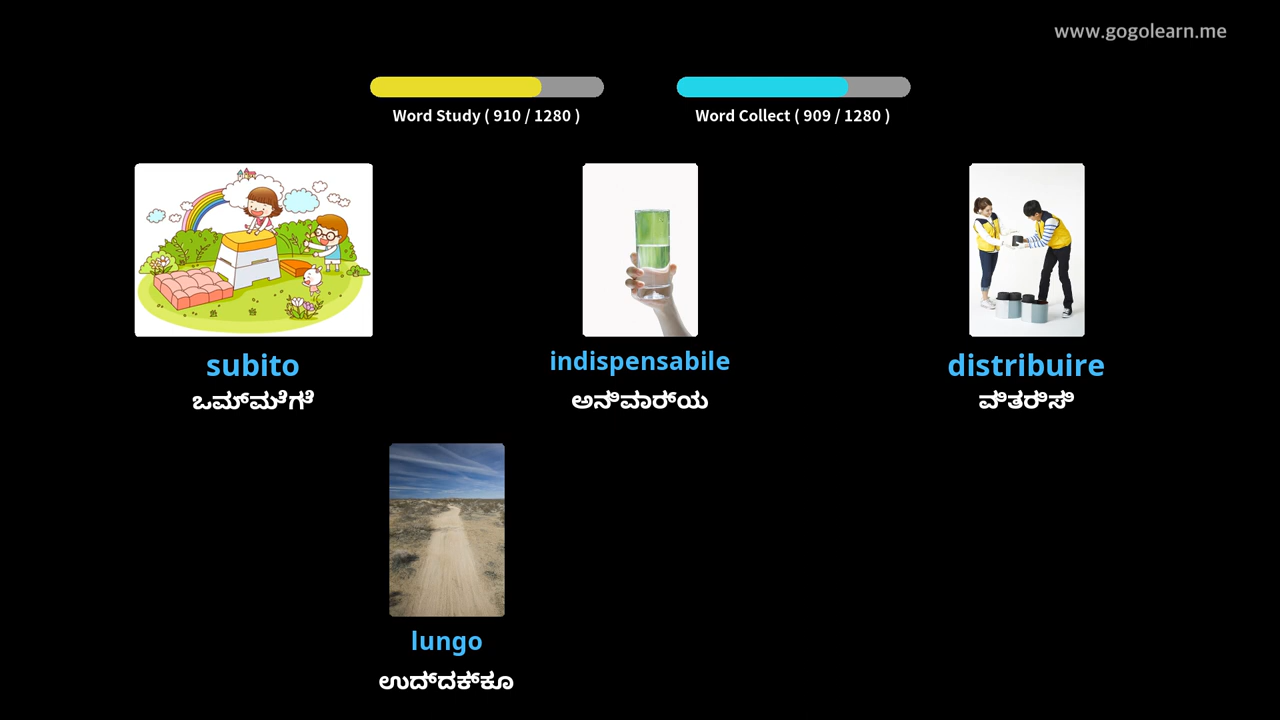 www.gogolearn.me
Word Study ( 910 / 1280 )
Word Collect ( 909 / 1280 )
subito
indispensabile
distribuire
ಒಮ್ಮೆಗೆ
ಅನಿವಾರ್ಯ
ವಿತರಿಸಿ
lungo
ಉದ್ದಕ್ಕೂ